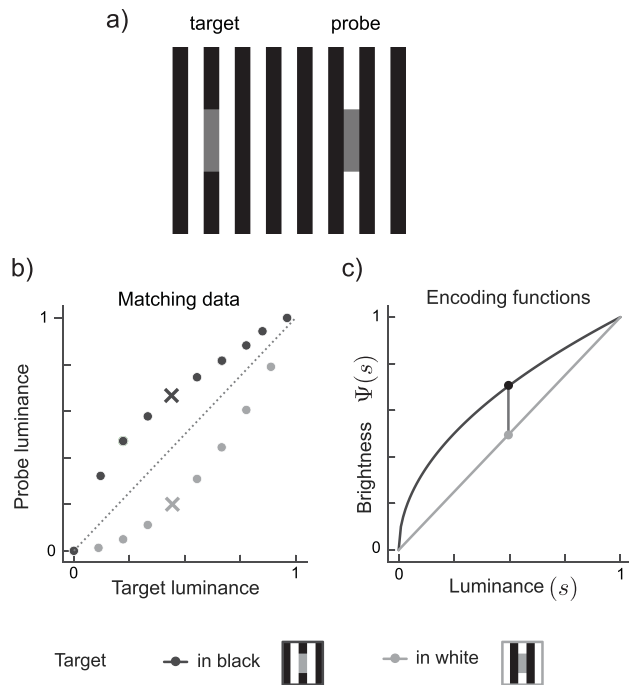 a)
target
probe
b)
Matching data
1
Probe luminance
0
0
1
Target luminance
c)
Encoding functions
1
Brightness Ψ(s)
0
0
1
Luminance (s)
Target
in black
in white